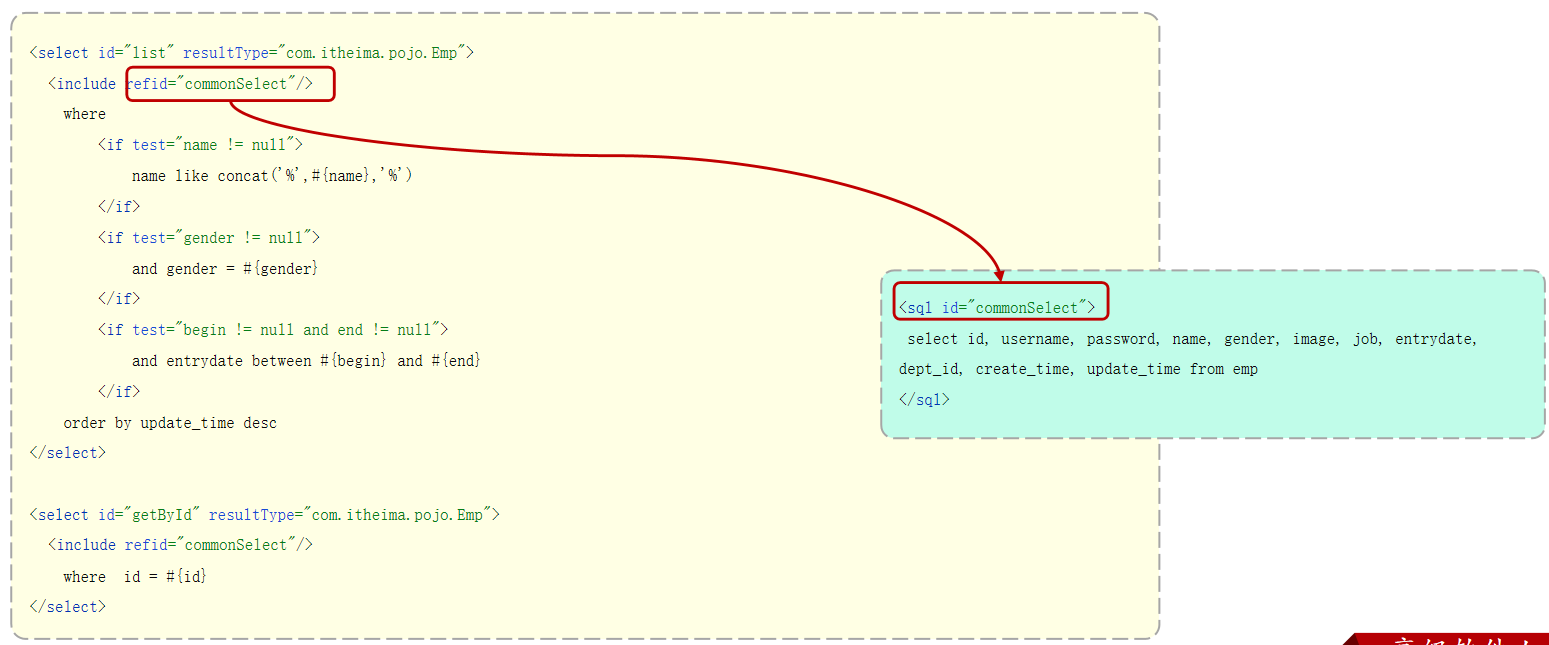 <select id="list" resultType="com.itheima.pojo.Emp">
<include refid="commonSelect"/>
where
<if test="name != null">
name like concat('%',#{name},'%')
</if>
<if test="gender != null">
and gender = #{gender}
</if>
<if test="begin != null and end != null">
and entrydate between #{begin} and #{end}
</if>
order by update_time desc
</select>
<select id="getById" resultType="com.itheima.pojo.Emp">
<include refid="commonSelect"/>
where id = #{id}
</select>
<sql id="commonSelect">
select id, username, password, name, gender, image, job, entrydate,
dept_id, create_time, update_time from emp
</sql>